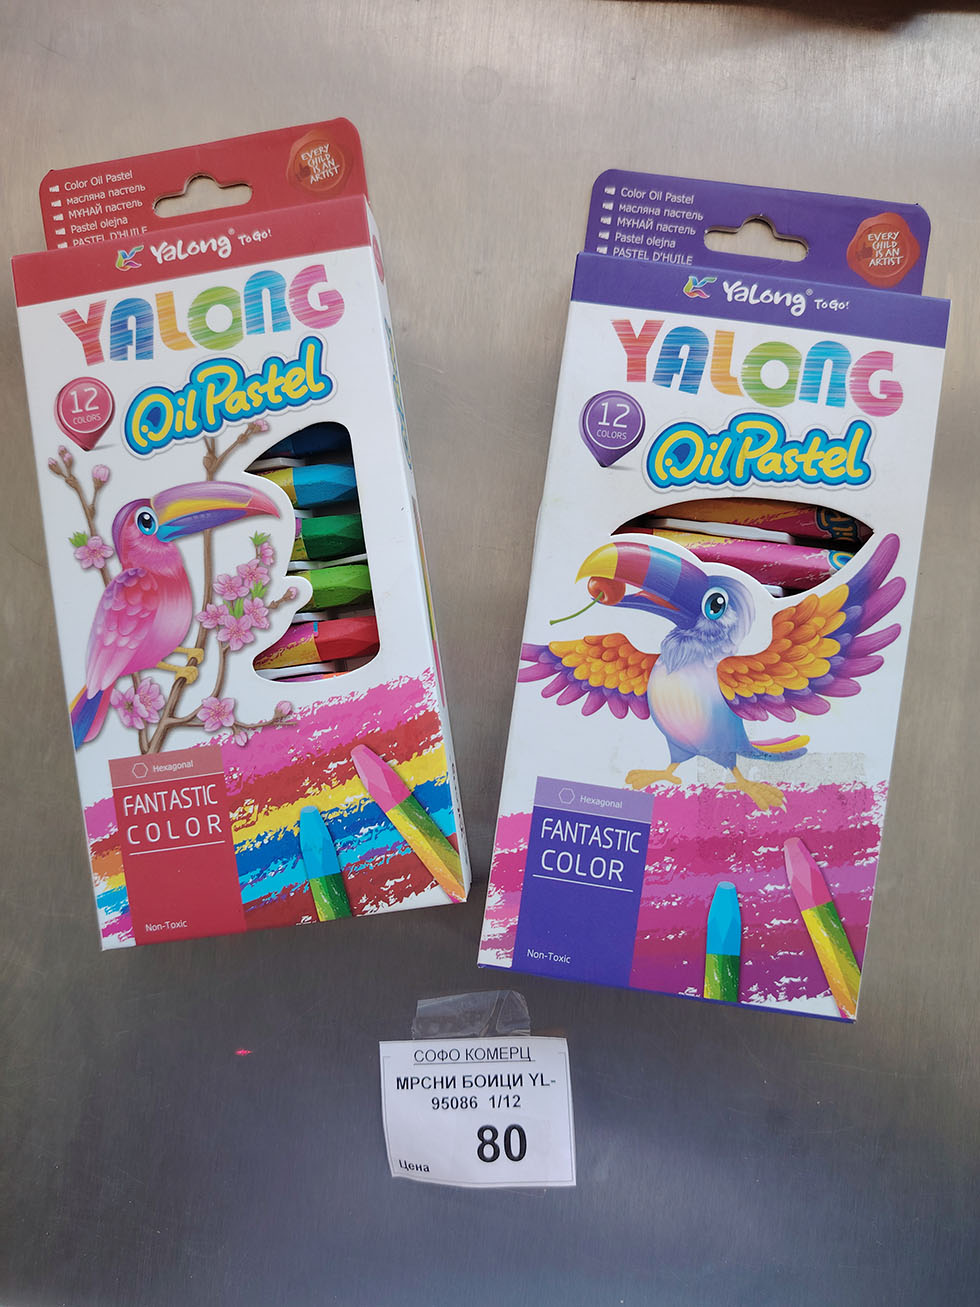 Color Oil Pastel
масляна пастель
МҰНАЙ пастель
Pastel olejna
PASTEL D'HUILE
EVERY
CHILD
IS AN
ARTIST
Yalong® To Go!
YALONG
12
COLORS
Oil Pastel
Hexagonal
FANTASTIC
COLOR
Non-Toxic
Color Oil Pastel
масляна пастель
МҰНАЙ пастель
Pastel olejna
PASTEL D'HUILE
EVERY
CHILD
IS AN
ARTIST
Yalong® To Go!
YALONG
12
COLORS
Oil Pastel
Oil
Hexagonal
FANTASTIC
COLOR
Non-Toxic
СОФО КОМЕРЦ
МРСНИ БОИЦИ YL-
95086 1/12
80
Цена